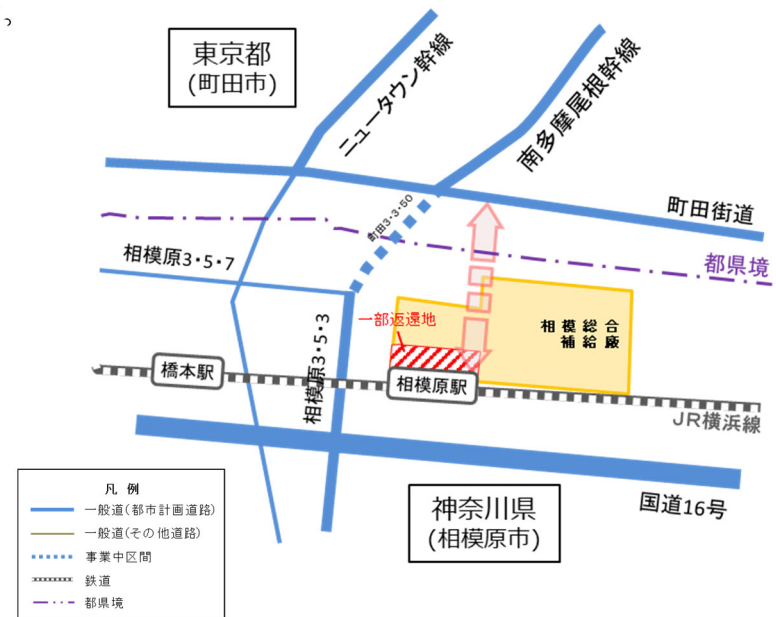 。
東京都
(町田市)
ニュータウン幹線
南多摩尾根幹線
町田3・3・50
町田街道
都県境
相模原3・5・7
一部返還地
相模原3・5・3
相模総合
補給廠
橋本駅
相模原駅
JR横浜線
国道16号
神奈川県
(相模原市)
凡例
一般道(都市計画道路)
一般道(その他道路)
事業中区間
鉄道
都県境